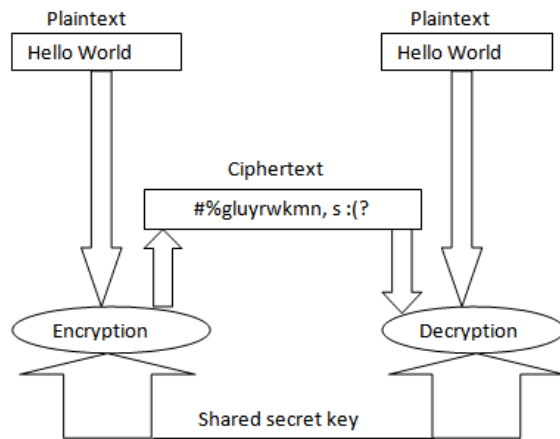 Plaintext
Hello World
Plaintext
Hello World
Ciphertext
#%gluyrwkmn, s :(?
Encryption
Decryption
Shared secret key